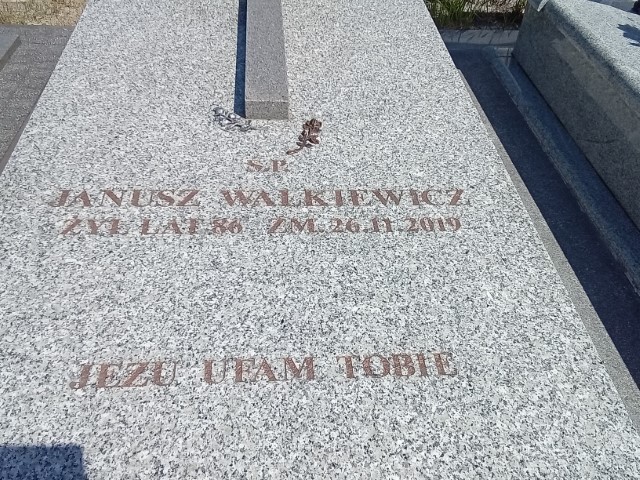 Ś.P.
JANUSZ WALKIEWICZ
ŻYŁ LAT 86 ZM. 26.11.2019
JEZU UFAM TOBIE